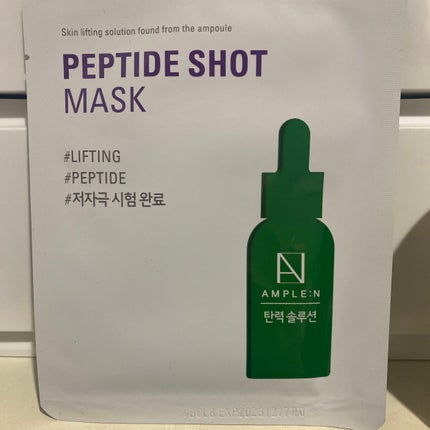 Skin lifting solution found from the ampoule
PEPTIDE SHOT
MASK
#LIFTING
#PEPTIDE
#저자극 시험 완료
AMPLE:N
탄력 솔루션